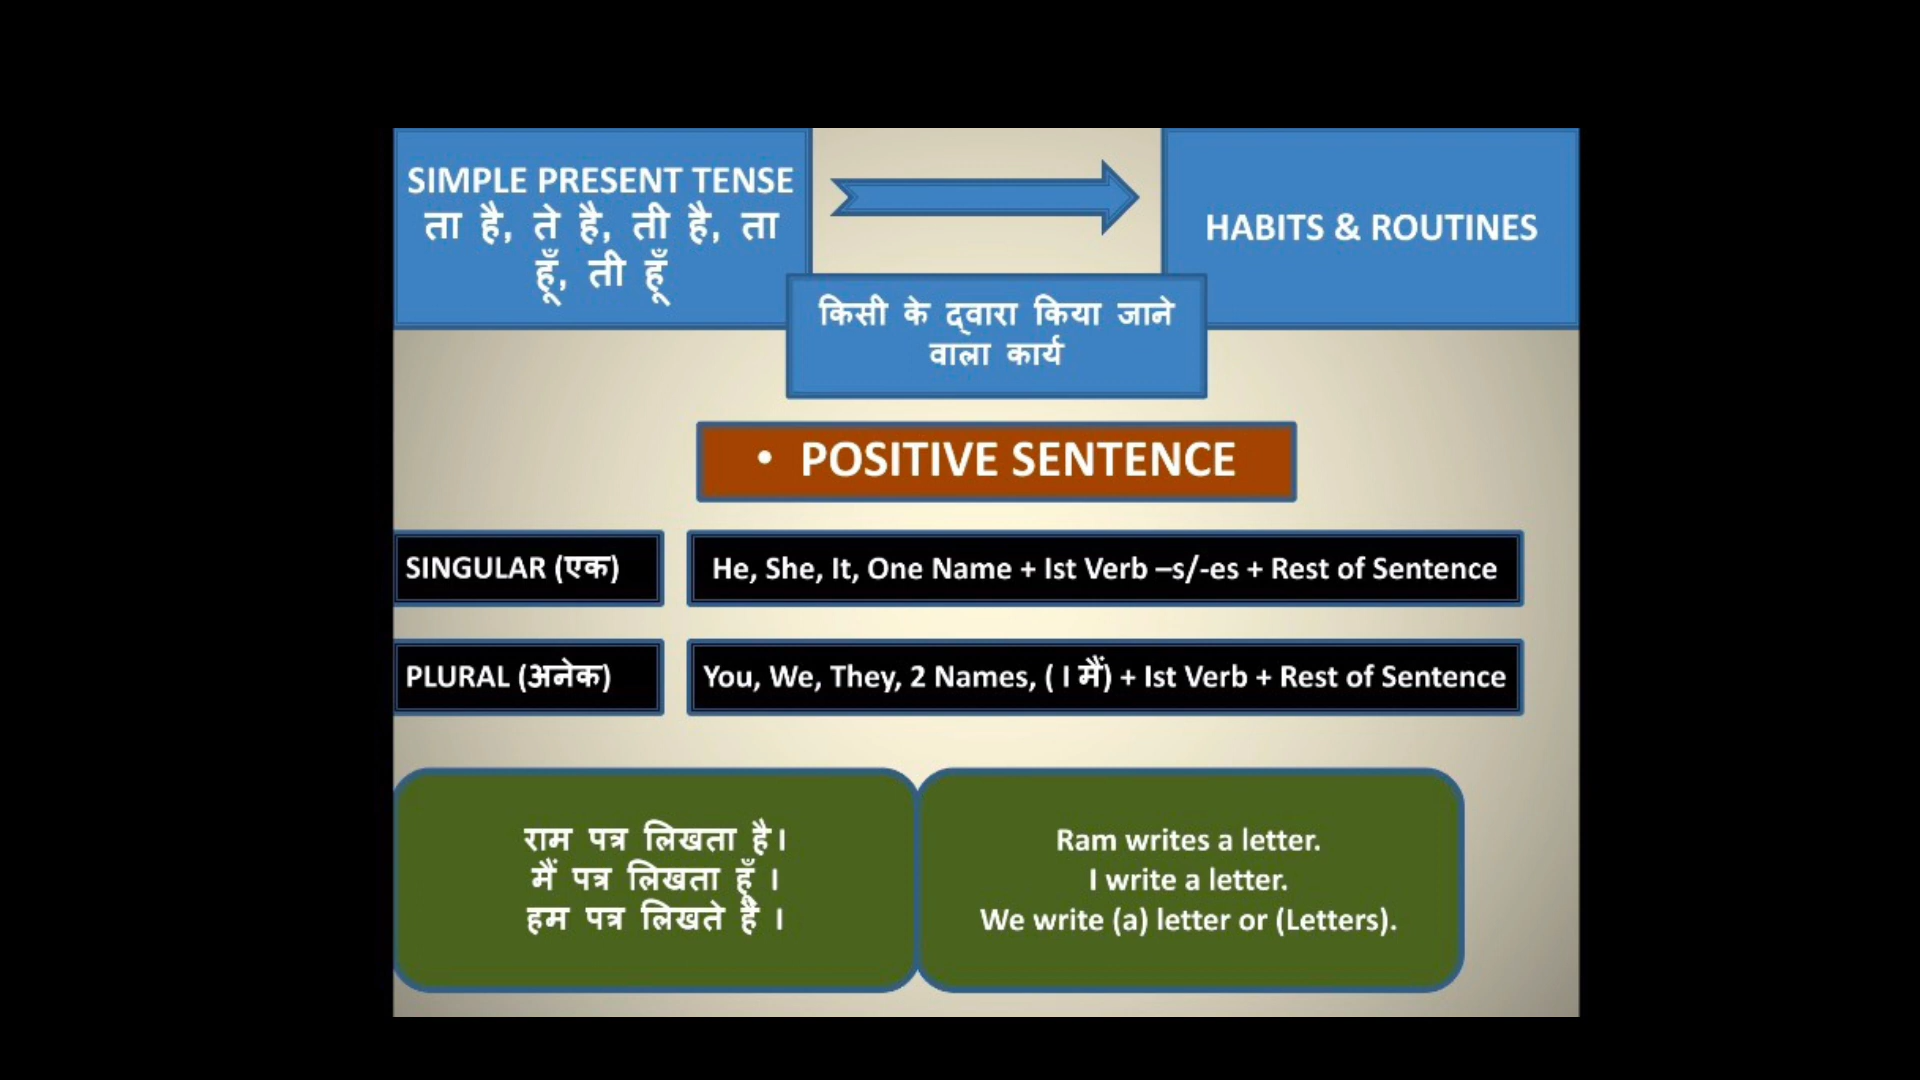 SIMPLE PRESENT TENSE
ता है, ते है, ती है, ता
हूँ, ती हूँ
HABITS & ROUTINES
किसी के द्वारा किया जाने
वाला कार्य
• POSITIVE SENTENCE
SINGULAR (एक)
He, She, It, One Name + Ist Verb –s/-es + Rest of Sentence
PLURAL (अनेक)
You, We, They, 2 Names, ( I मैं) + Ist Verb + Rest of Sentence
राम पत्र लिखता है।
मैं पत्र लिखता हूँ ।
हम पत्र लिखते हैं ।
Ram writes a letter.
I write a letter.
We write (a) letter or (Letters).